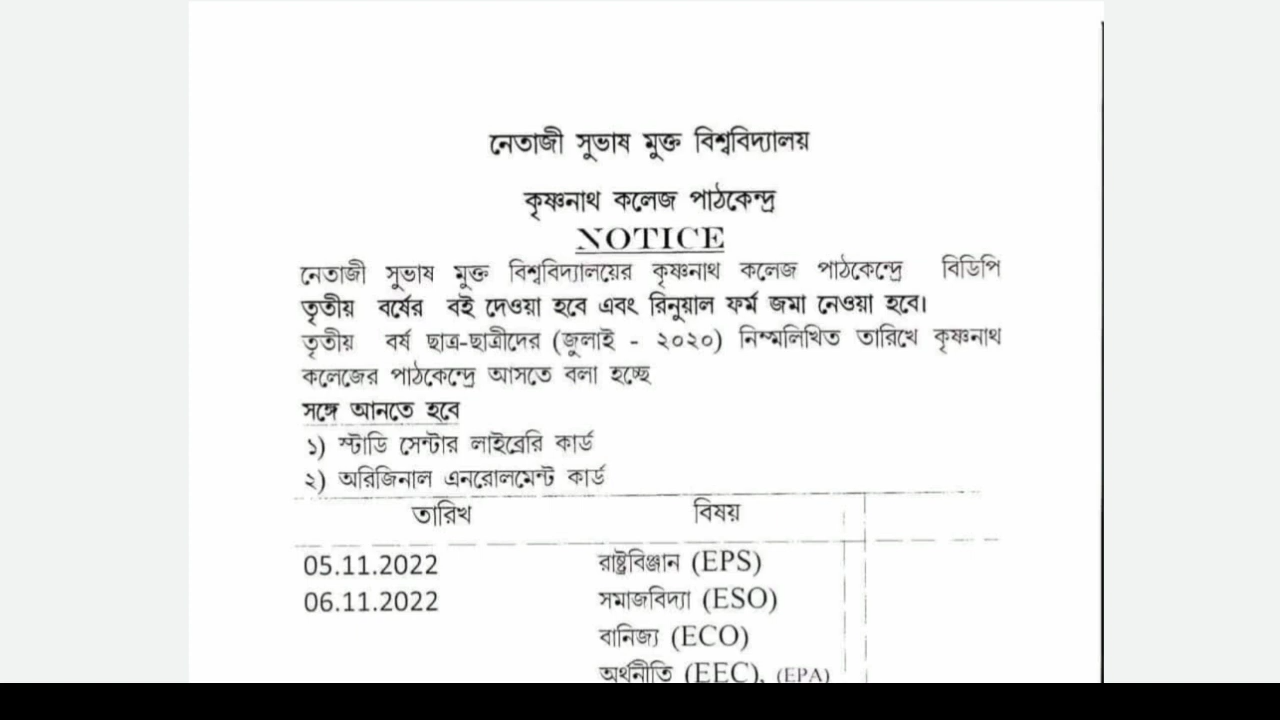 নেতাজী সুভাষ মুক্ত বিশ্ববিদ্যালয়
কৃষ্ণনাথ কলেজ পাঠকেন্দ্র
NOTICE
নেতাজী সুভাষ মুক্ত বিশ্ববিদ্যালয়ের কৃষ্ণনাথ কলেজ পাঠকেন্দ্রে বিডিপি
তৃতীয় বর্ষের বই দেওয়া হবে এবং রিনুয়াল ফর্ম জমা নেওয়া হবে।
তৃতীয় বর্ষ ছাত্র-ছাত্রীদের (জুলাই - ২০২০) নিম্মলিখিত তারিখে কৃষ্ণনাথ
কলেজের পাঠকেন্দ্রে আসতে বলা হচ্ছে
সঙ্গে আনতে হবে
১) স্টাডি সেন্টার লাইব্রেরি কার্ড
২) অরিজিনাল এনরোলমেন্ট কার্ড
তারিখ বিষয়
05.11.2022 রাষ্ট্রবিজ্ঞান (EPS)
06.11.2022 সমাজবিদ্যা (ESO)
বানিজ্য (ECO)
অর্থনীতি (EEC), (EPA)